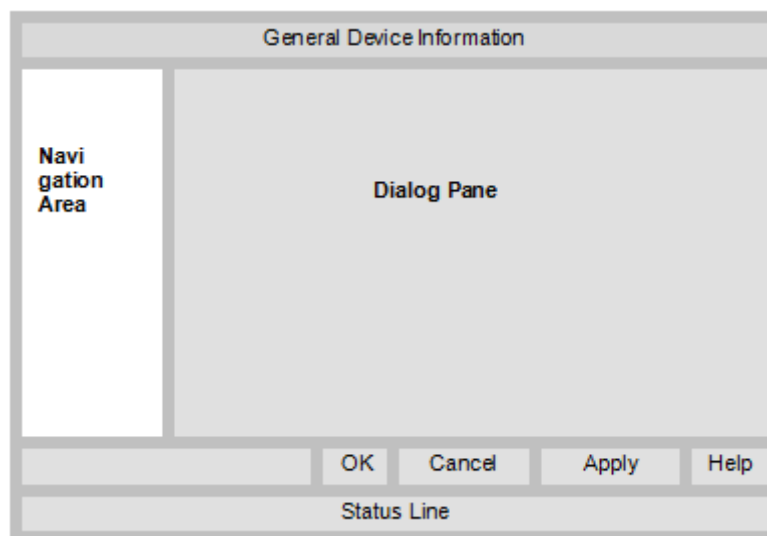 General Device Information
Navi
gation
Area
Dialog Pane
OK Cancel Apply Help
Status Line